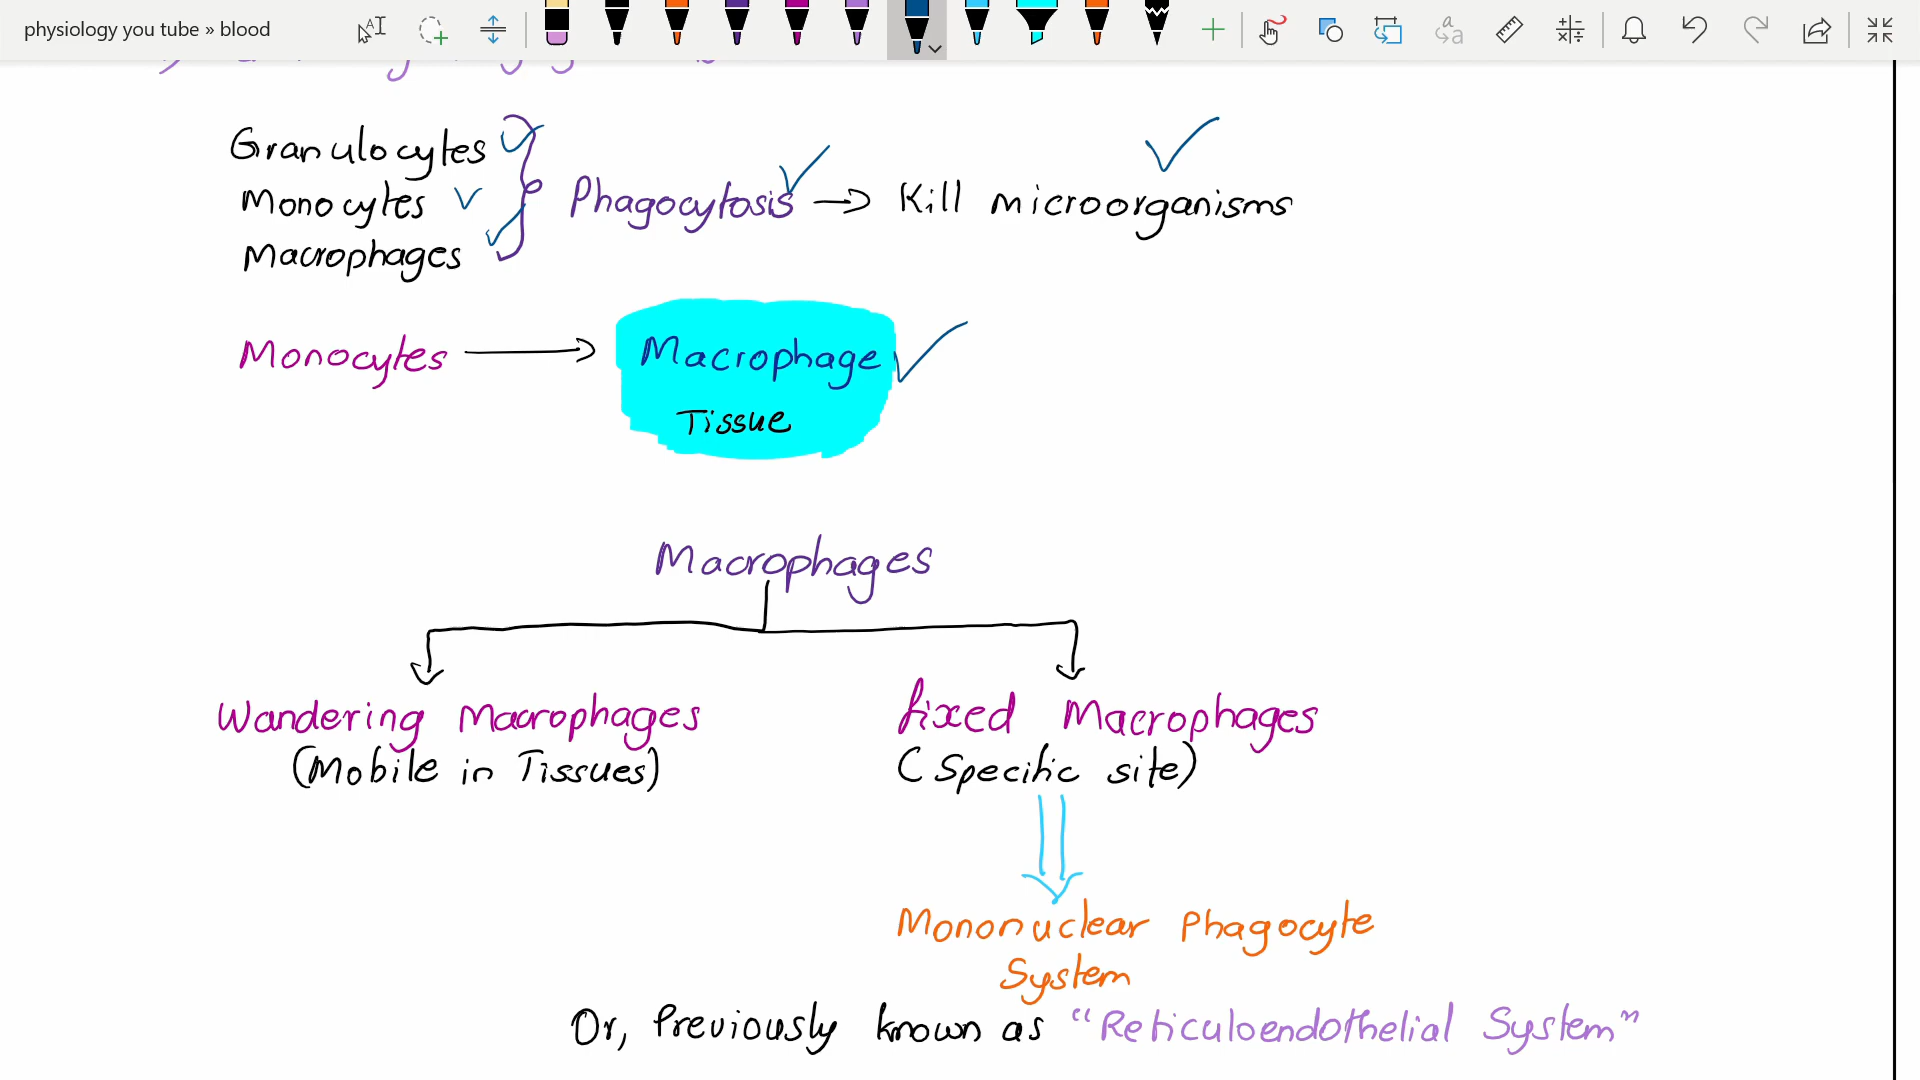 physiology you tube » blood
Granulocytes
Monocytes
Macrophages
Phagocytosis → Kill microorganisms
Monocytes → Macrophage
Tissue
Macrophages
Wandering Macrophages
(Mobile in Tissues)
fixed Macrophages
(Specific site)
Mononuclear Phagocyte
System
Or, Previously known as "Reticuloendothelial System"